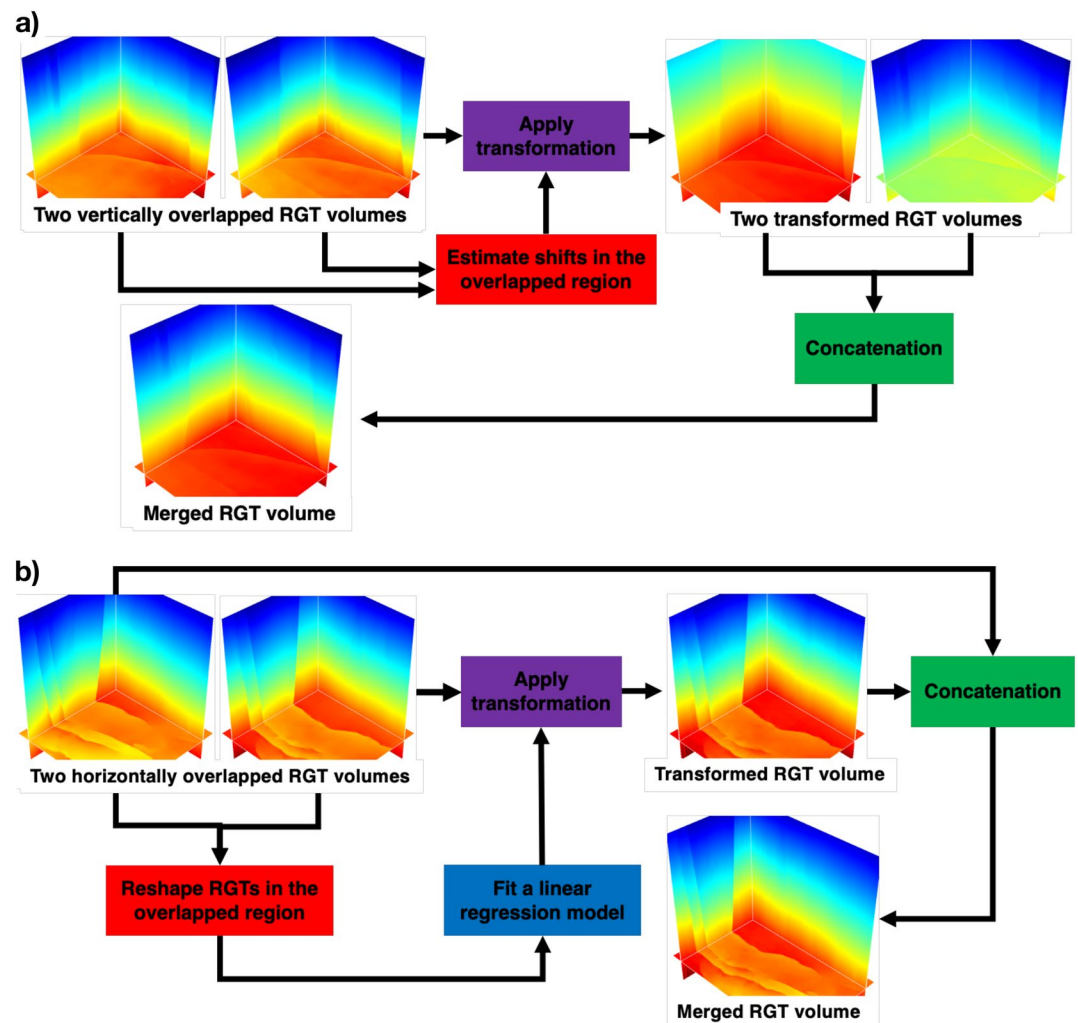 a)
Apply
transformation
Two vertically overlapped RGT volumes
Two transformed RGT volumes
Estimate shifts in the
overlapped region
Concatenation
Merged RGT volume
b)
Apply
transformation
Concatenation
Two horizontally overlapped RGT volumes
Transformed RGT volume
Reshape RGTs in the
overlapped region
Fit a linear
regression model
Merged RGT volume